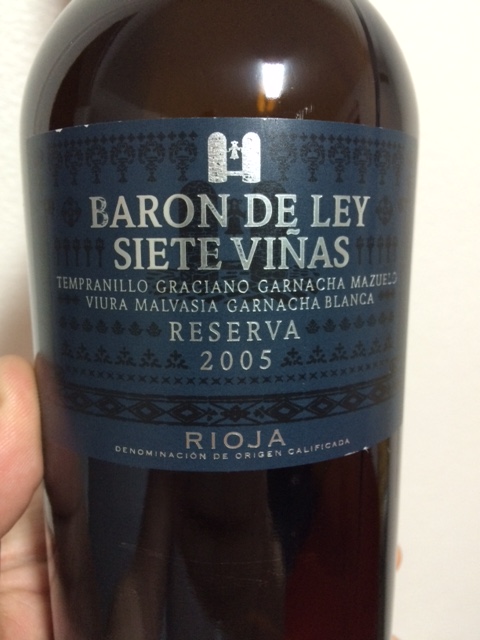 BARON DE LEY
SIETE VIÑAS
TEMPRANILLO GRACIANO GARNACHA MAZUELO
VIURA MALVASIA GARNACHA BLANCA
RESERVA
2005
RIOJA
DENOMINACIÓN DE ORIGEN CALIFICADA